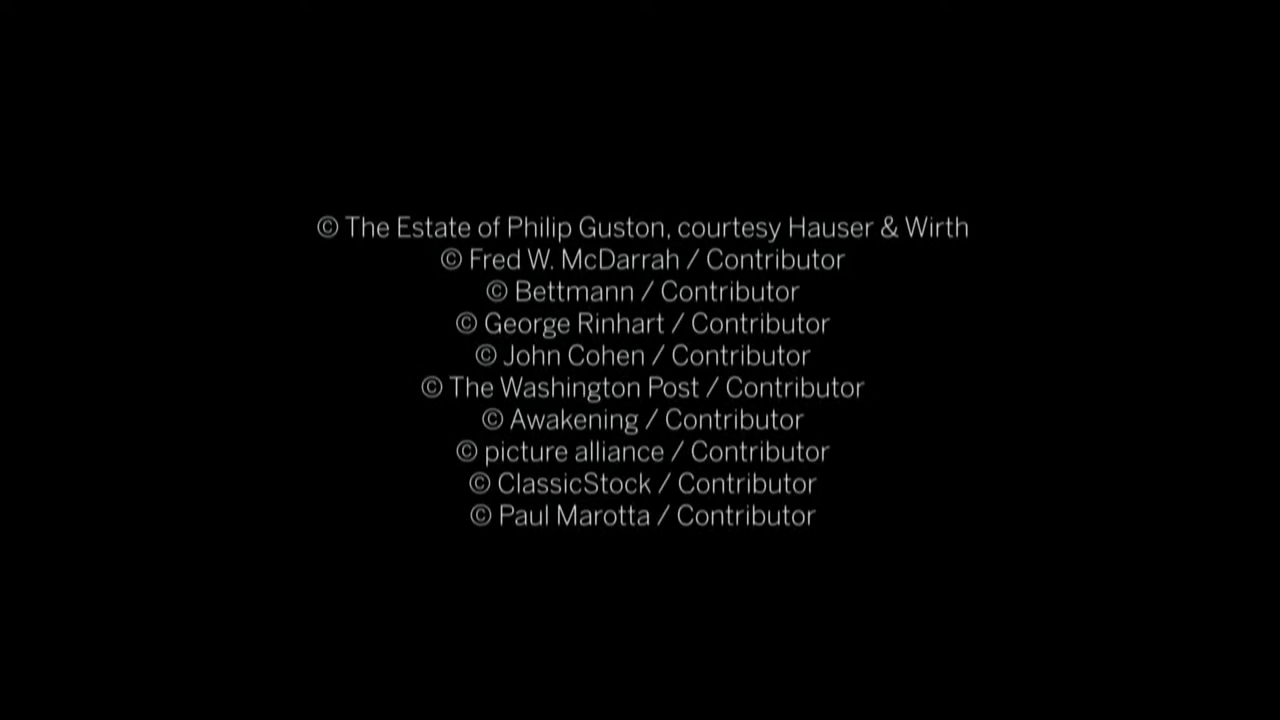 © The Estate of Philip Guston, courtesy Hauser & Wirth
© Fred W. McDarrah / Contributor
© Bettmann / Contributor
© George Rinhart / Contributor
© John Cohen / Contributor
© The Washington Post / Contributor
© Awakening / Contributor
© picture alliance / Contributor
© ClassicStock / Contributor
© Paul Marotta / Contributor